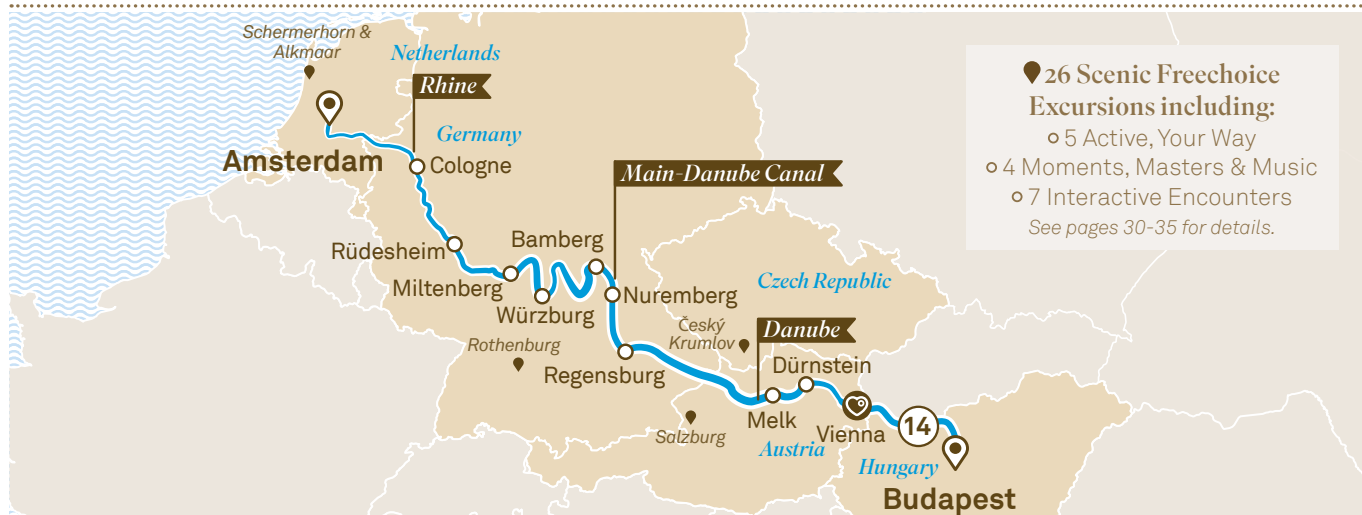 Schermerhorn &
Alkmaar
Netherlands
Rhine
Germany
Amsterdam
Cologne
Main-Danube Canal
Rüdesheim
Bamberg
Miltenberg
Würzburg
Nuremberg
Czech Republic
Rothenburg
Regensburg
Český
Krumlov
Danube
Dürnstein
Salzburg
Melk
Vienna
14
Austria
Hungary
Budapest
26 Scenic Freechoice
Excursions including:
5 Active, Your Way
4 Moments, Masters & Music
7 Interactive Encounters
See pages 30-35 for details.